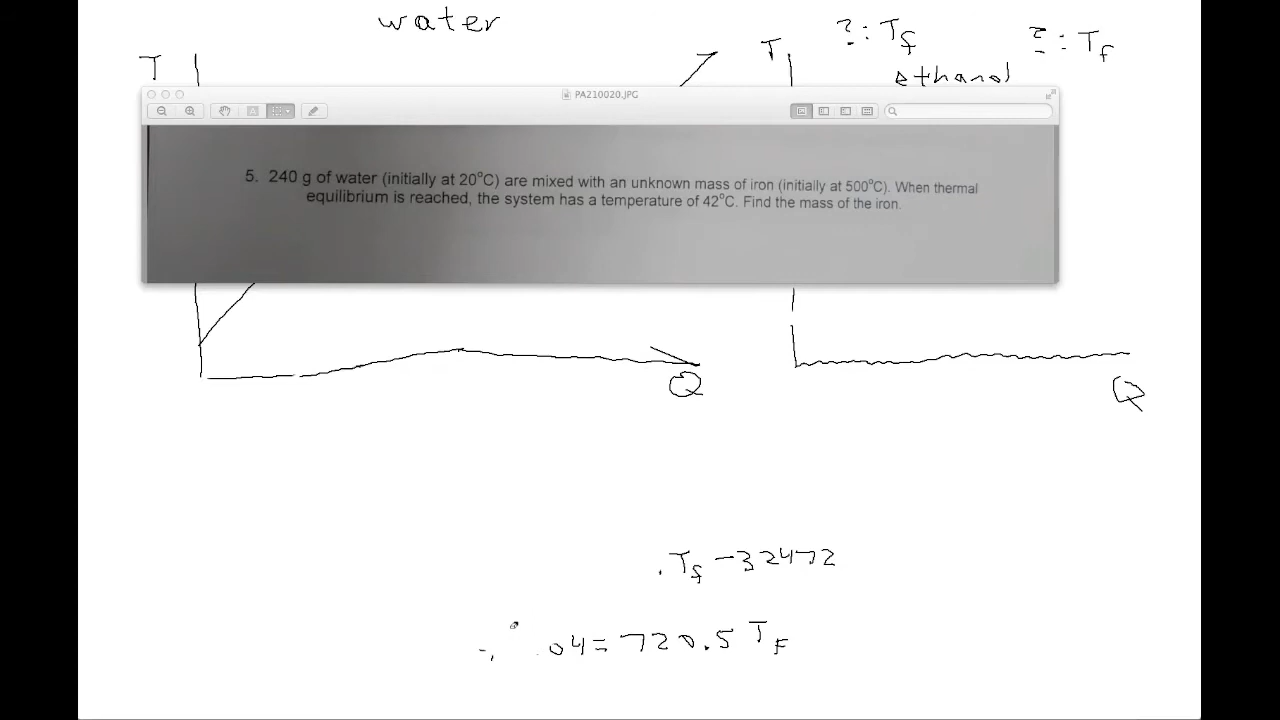 water
? : Tf
? : Tf
T
T
ethanol
PA210020.JPG
5. 240 g of water (initially at 20°C) are mixed with an unknown mass of iron (initially at 500°C). When thermal
equilibrium is reached, the system has a temperature of 42°C. Find the mass of the iron.
Q
Q
. Tf - 32472
.04 = 720.5 TF